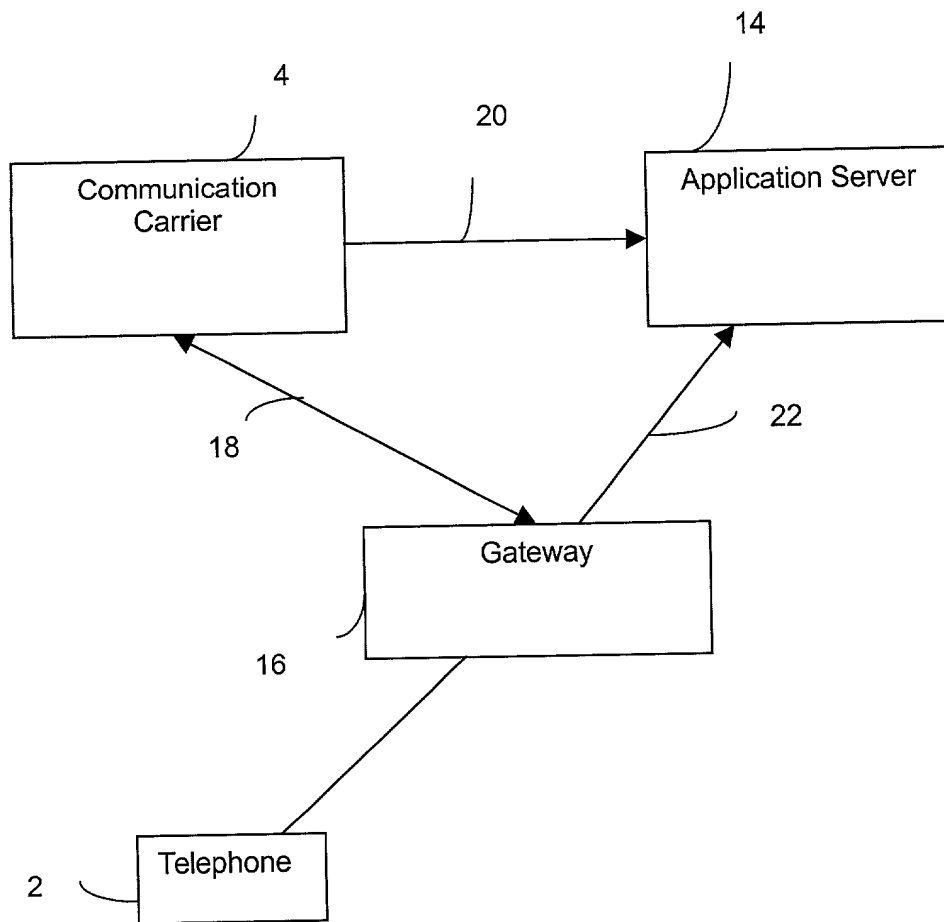 4
14
20
Communication
Carrier
Application Server
18
22
Gateway
16
Telephone
2